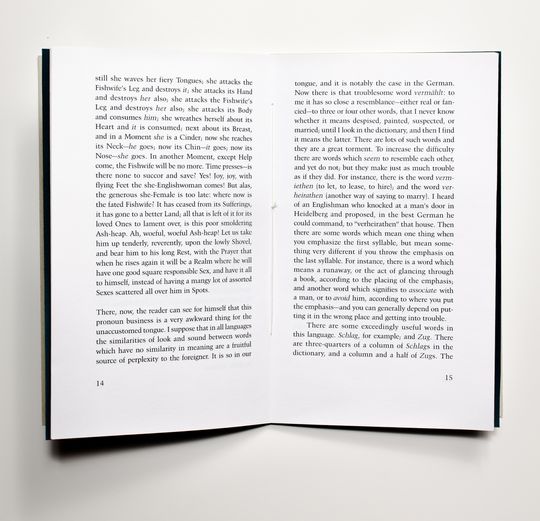 still she waves her fiery Tongues; she attacks the
Fishwife's Leg and destroys it; she attacks its Hand
and destroys her also; she attacks the Fishwife's
Leg and destroys her also; she attacks its Body
and consumes him; she wreathes herself about its
Heart and it is consumed; next about its Breast,
and in a Moment she is a Cinder; now she reaches
its Neck—he goes; now its Chin—it goes; now its
Nose—she goes. In another Moment, except Help
come, the Fishwife will be no more. Time presses—is
there none to succor and save? Yes! Joy, joy, with
flying Feet the she-Englishwoman comes! But alas,
the generous she-Female is too late: where now is
the fated Fishwife? It has ceased from its Sufferings,
it has gone to a better Land; all that is left of it for its
loved Ones to lament over, is this poor smoldering
Ash-heap. Ah, woeful, woeful Ash-heap! Let us take
him up tenderly, reverently, upon the lowly Shovel,
and bear him to his long Rest, with the Prayer that
when he rises again it will be a Realm where he will
have one good square responsible Sex, and have it all
to himself, instead of having a mangy lot of assorted
Sexes scattered all over him in Spots.
There, now, the reader can see for himself that this
pronoun business is a very awkward thing for the
unaccustomed tongue. I suppose that in all languages
the similarities of look and sound between words
which have no similarity in meaning are a fruitful
source of perplexity to the foreigner. It is so in our
14
tongue, and it is notably the case in the German.
Now there is that troublesome word vermählt: to
me it has so close a resemblance—either real or fan-
cied—to three or four other words, that I never know
whether it means despised, painted, suspected, or
married; until I look in the dictionary, and then I find
it means the latter. There are lots of such words and
they are a great torment. To increase the difficulty
there are words which seem to resemble each other,
and yet do not; but they make just as much trouble
as if they did. For instance, there is the word verm-
iethen (to let, to lease, to hire); and the word ver-
heirathen (another way of saying to marry). I heard
of an Englishman who knocked at a man's door in
Heidelberg and proposed, in the best German he
could command, to "verheirathen" that house. Then
there are some words which mean one thing when
you emphasize the first syllable, but mean some-
thing very different if you throw the emphasis on
the last syllable. For instance, there is a word which
means a runaway, or the act of glancing through
a book, according to the placing of the emphasis;
and another word which signifies to associate with
a man, or to avoid him, according to where you put
the emphasis—and you can generally depend on put-
ting it in the wrong place and getting into trouble.
There are some exceedingly useful words in
this language. Schlag, for example; and Zug. There
are three-quarters of a column of Schlags in the
dictionary, and a column and a half of Zugs. The
15